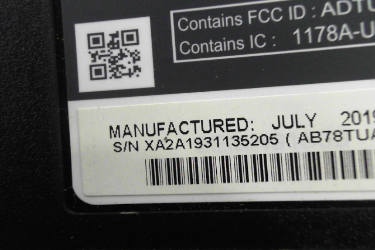 Contains FCC ID : ADTU
Contains IC : 1178A-U
MANUFACTURED: JULY 2019
S/N XA2A1931135205 ( AB78TUA